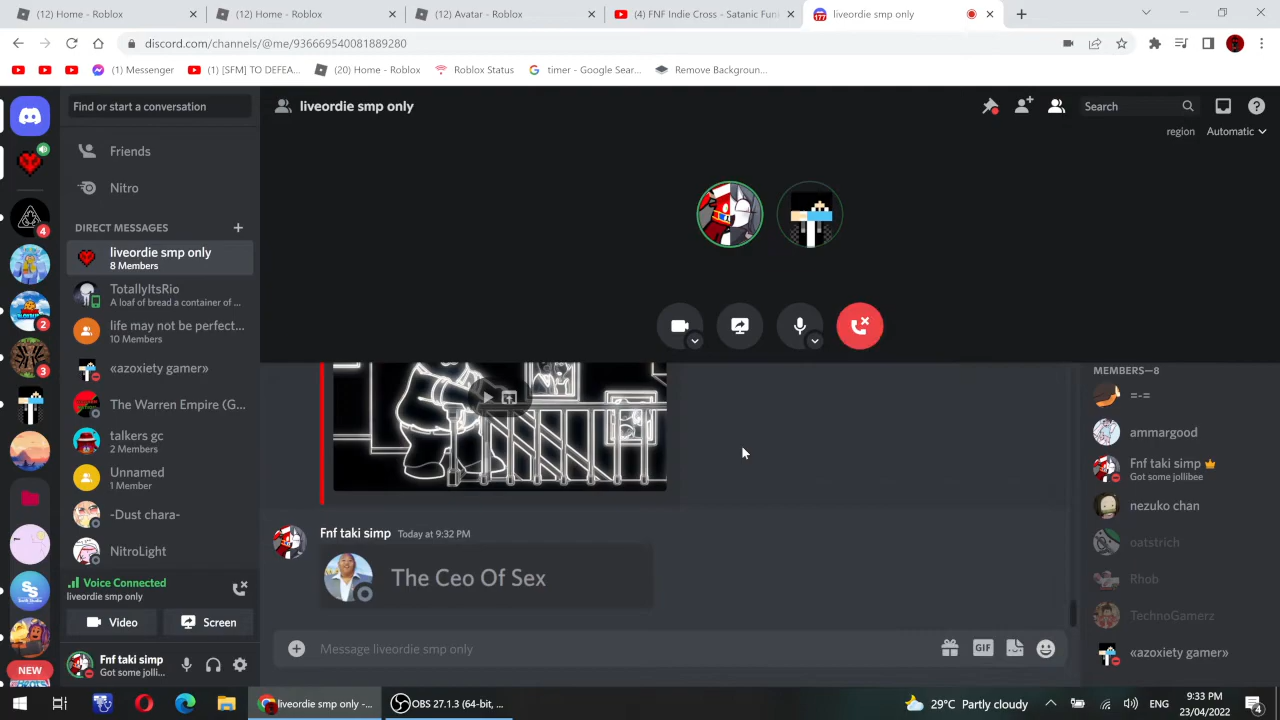 (12) Home - Roblox
(12) Home - Roblox
(12) Avatar - Roblox
(4) FNF Indie Cross - Satanic Fun
177
liveordie smp only
discord.com/channels/@me/936669540081889280
(1) Messenger
(1) [SFM] TO DEFEA...
(20) Home - Roblox
Roblox Status
timer - Google Sear...
Remove Backgroun...
Find or start a conversation
liveordie smp only
Search
region
Automatic
Friends
Nitro
DIRECT MESSAGES
liveordie smp only
8 Members
TotallyItsRio
A loaf of bread a container of ...
life may not be perfect...
10 Members
«azoxiety gamer»
The Warren Empire (G...
talkers gc
2 Members
Unnamed
1 Member
-Dust chara-
NitroLight
4
2
3
NEW
Voice Connected
liveordie smp only
Video
Screen
Fnf taki simp
Got some jolli...
Fnf taki simp
Today at 9:32 PM
The Ceo Of Sex
Message liveordie smp only
GIF
MEMBERS—8
=-=
ammargood
Fnf taki simp
Got some jollibee
nezuko chan
oatstrich
Rhob
TechnoGamerz
«azoxiety gamer»
liveordie smp only -...
OBS 27.1.3 (64-bit, ...
29°C Partly cloudy
9:33 PM
23/04/2022
4